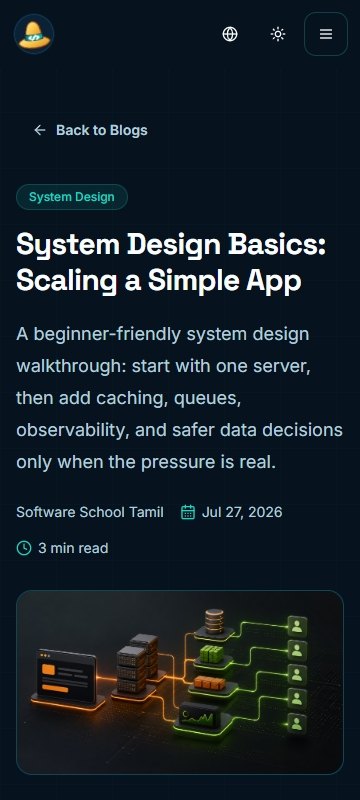 Back to Blogs
System Design
System Design Basics:
Scaling a Simple App
A beginner-friendly system design
walkthrough: start with one server,
then add caching, queues,
observability, and safer data decisions
only when the pressure is real.
Software School Tamil
Jul 27, 2026
3 min read